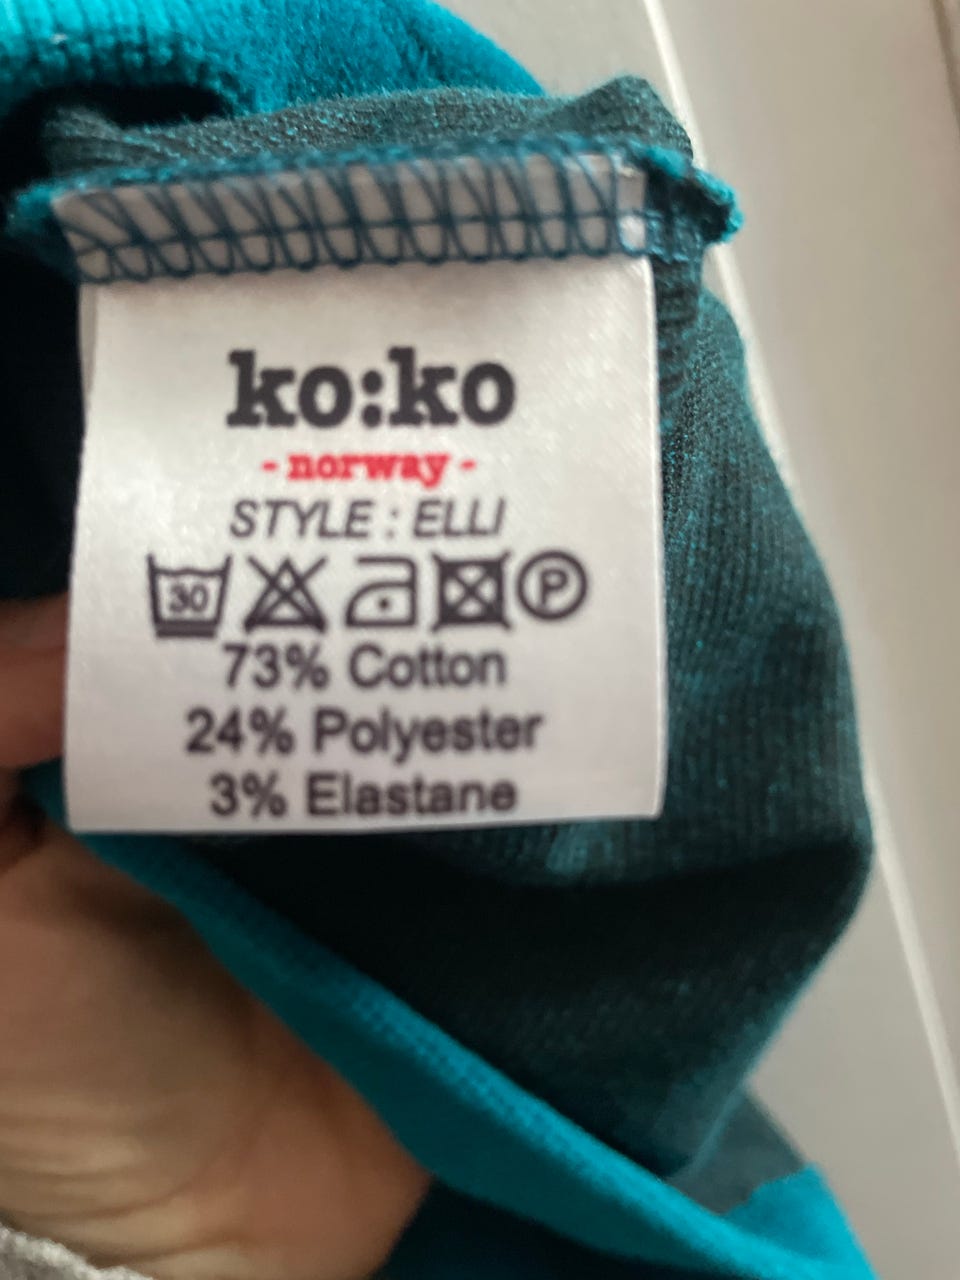 ko:ko
- norway -
STYLE : ELLI
30 P
73% Cotton
24% Polyester
3% Elastane